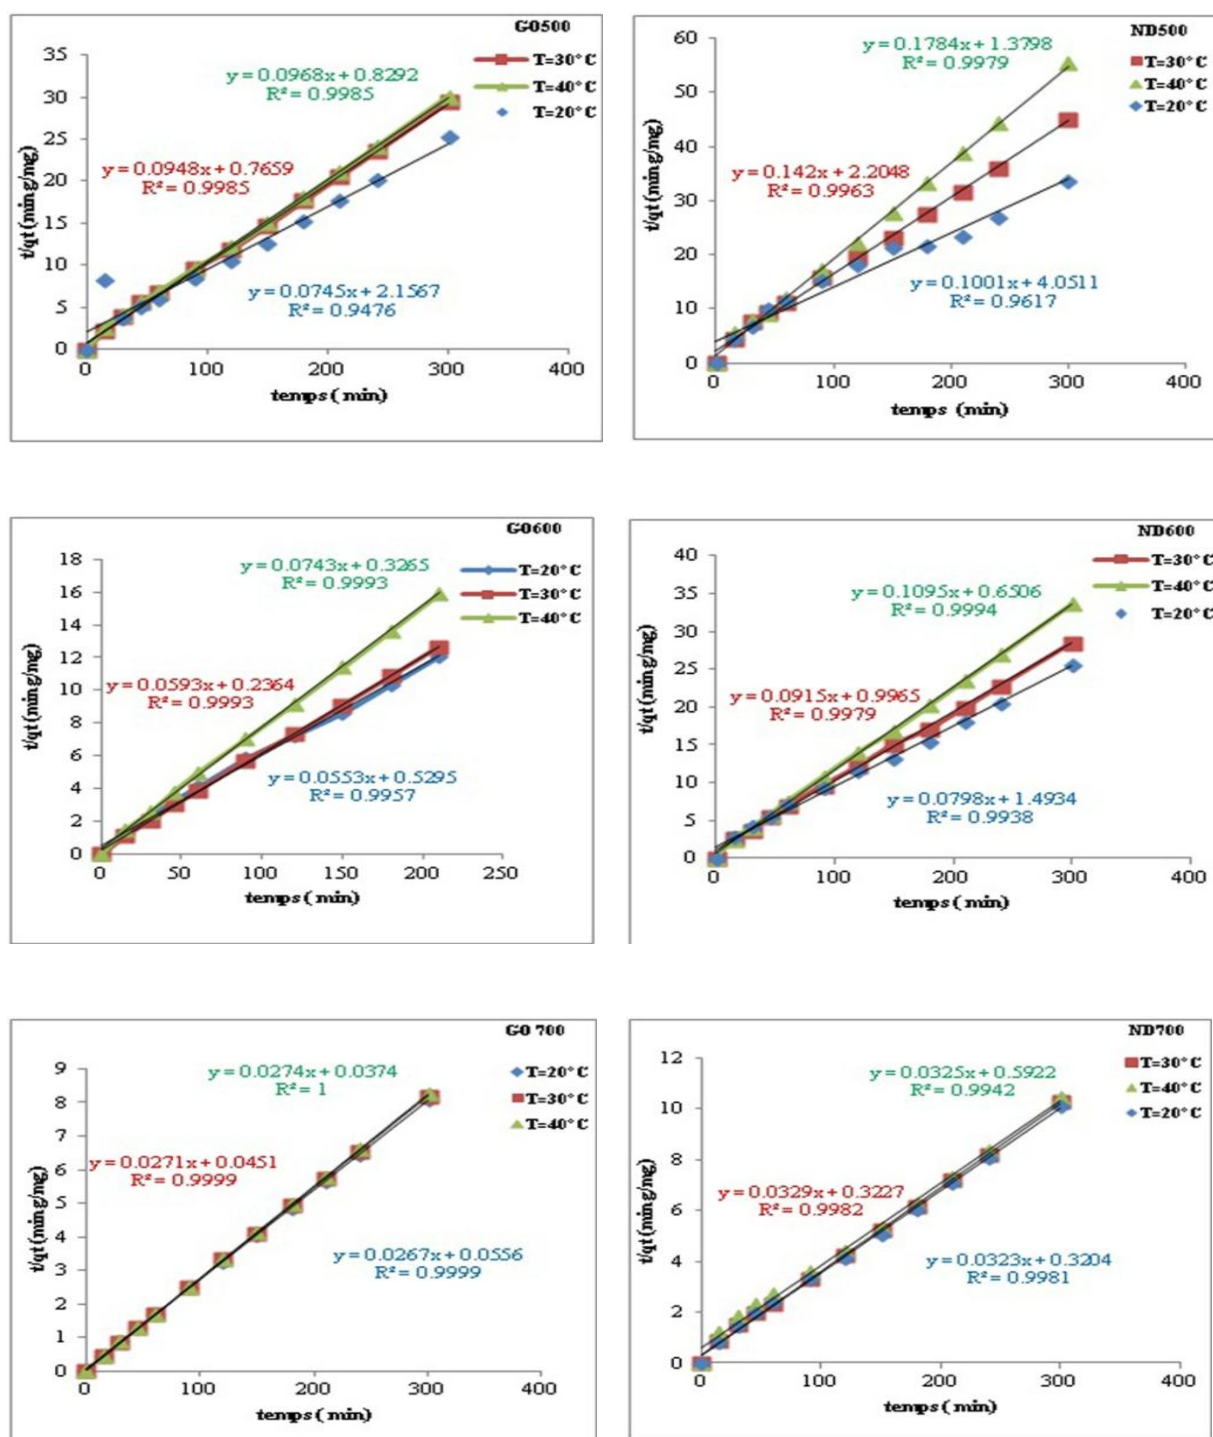 GO500
35
30
25
20
15
10
5
0
0 100 200 300 400
t/qt (min.g/mg)
temps ( min)
y = 0.0968x + 0.8292
R² = 0.9985
y = 0.0948x + 0.7659
R² = 0.9985
y = 0.0745x + 2.1567
R² = 0.9476
T=30°C
T=40°C
T=20°C
ND500
60
50
40
30
20
10
0
0 100 200 300 400
t/qt (min.g/mg)
temps (min)
y = 0.1784x + 1.3798
R² = 0.9979
y = 0.142x + 2.2048
R² = 0.9963
y = 0.1001x + 4.0511
R² = 0.9617
T=30°C
T=40°C
T=20°C
GO600
18
16
14
12
10
8
6
4
2
0
0 50 100 150 200 250
t/qt (min.g/mg)
temps ( min)
y = 0.0743x + 0.3265
R² = 0.9993
y = 0.0593x + 0.2364
R² = 0.9993
y = 0.0553x + 0.5295
R² = 0.9957
T=20°C
T=30°C
T=40°C
ND600
40
35
30
25
20
15
10
5
0
0 100 200 300 400
t/qt (min.g/mg)
temps ( min)
y = 0.1095x + 0.6506
R² = 0.9994
y = 0.0915x + 0.9965
R² = 0.9979
y = 0.0798x + 1.4934
R² = 0.9938
T=30°C
T=40°C
T=20°C
GO 700
9
8
7
6
5
4
3
2
1
0
0 100 200 300 400
t/qt (min.g/mg)
temps ( min)
y = 0.0274x + 0.0374
R² = 1
y = 0.0271x + 0.0451
R² = 0.9999
y = 0.0267x + 0.0556
R² = 0.9999
T=20°C
T=30°C
T=40°C
ND700
12
10
8
6
4
2
0
0 100 200 300 400
t/qt (min.g/mg)
temps ( min)
y = 0.0325x + 0.5922
R² = 0.9942
y = 0.0329x + 0.3227
R² = 0.9982
y = 0.0323x + 0.3204
R² = 0.9981
T=30°C
T=40°C
T=20°C